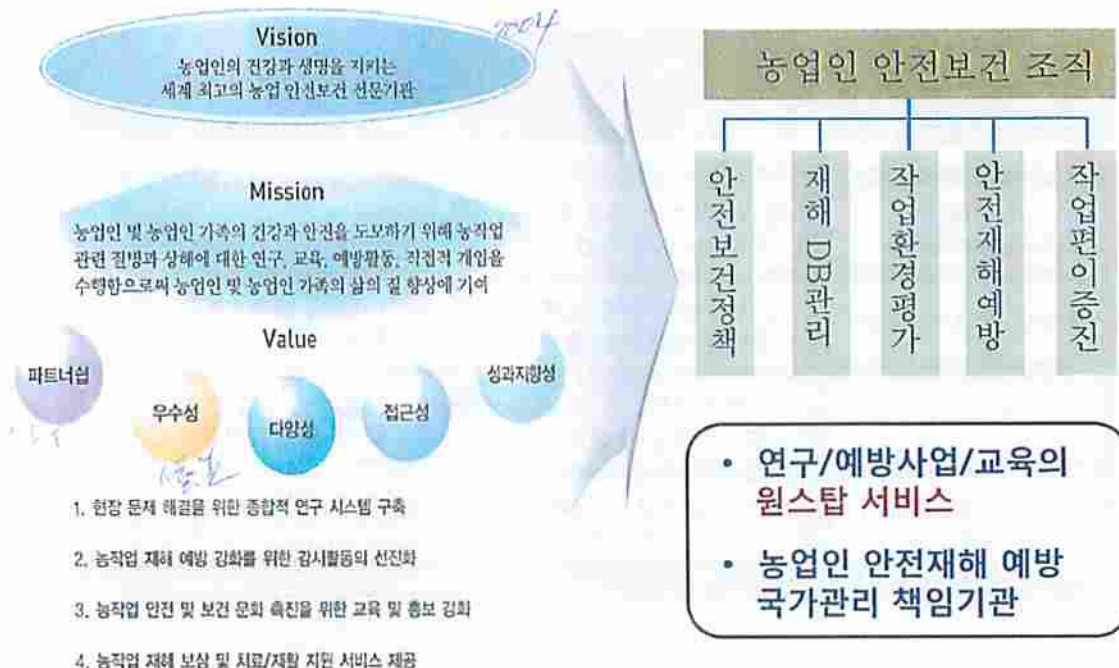 Vision
농업인의 건강과 생명을 지키는
세계 최고의 농업 안전보건 전문기관
2004
Mission
농업인 및 농업인 가족의 건강과 안전을 도모하기 위해 농작업
관련 질병과 상해에 대한 연구, 교육, 예방활동, 직접적 개입을
수행함으로써 농업인 및 농업인 가족의 삶의 질 향상에 기여
Value
파트너쉽
우수성
다양성
접근성
성과지향성
1. 현장 문제 해결을 위한 종합적 연구 시스템 구축
2. 농작업 재해 예방 강화를 위한 감시활동의 선진화
3. 농작업 안전 및 보건 문화 촉진을 위한 교육 및 홍보 강화
4. 농작업 재해 보상 및 치료/재활 지원 서비스 제공
농업인 안전보건 조직
안전보건정책
재해 DB관리
작업환경평가
안전재해예방
작업편이증진
• 연구/예방사업/교육의
원스탑 서비스
• 농업인 안전재해 예방
국가관리 책임기관